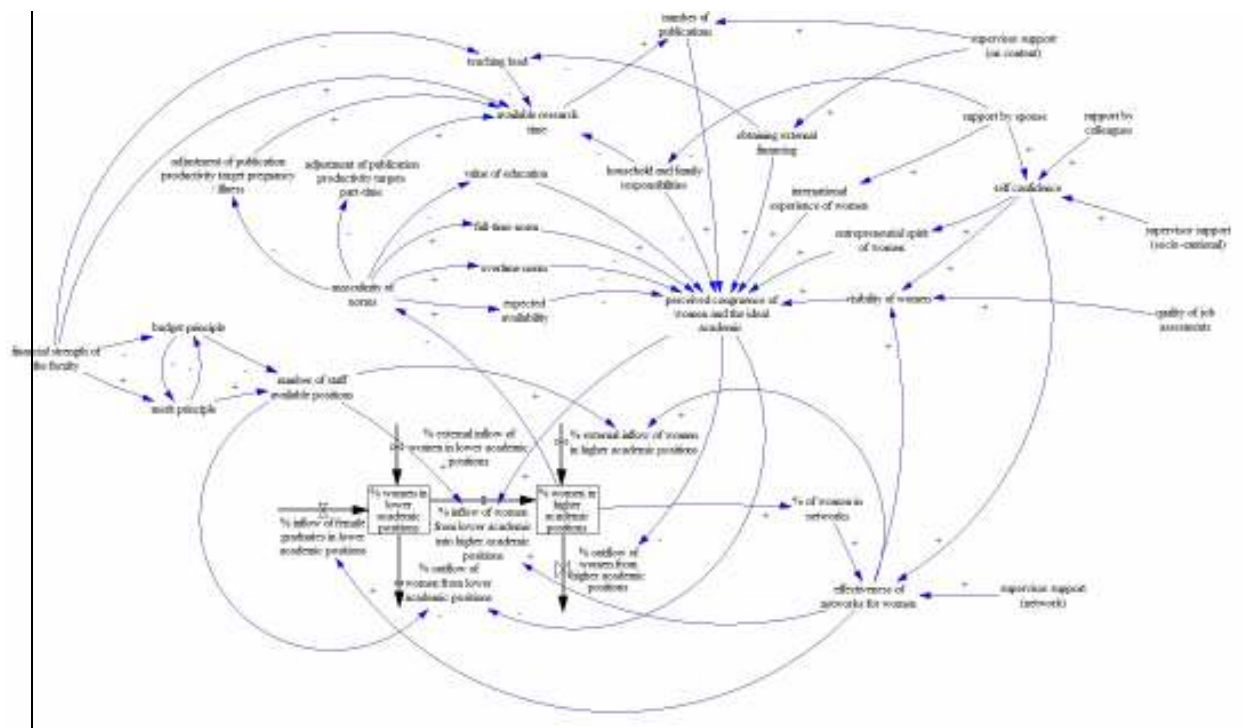 number of
publications
supervisor support
(on content)
teaching load
available research
time
support by spouse
support by
colleagues
obtaining external
financing
adjustment of publication
productivity target pregnancy
illness
adjustment of publication
productivity targets
part-time
value of education
household and family
responsibilities
self confidence
international
experience of women
full-time norm
entrepreneurial spirit
of women
supervisor support
(socio-emotional)
overtime norm
masculinity of
norms
expected
availability
perceived congruence of
women and the ideal
academic
visibility of women
quality of job
assessments
budget principle
financial strength of
the faculty
merit principle
number of staff
available positions
% external inflow of
women in lower academic
positions
% external inflow of women
in higher academic positions
% women in
lower
academic
positions
% women in
higher
academic
positions
% inflow of female
graduates in lower
academic positions
% inflow of women
from lower academic
into higher academic
positions
% of women in
networks
% outflow of
women from
higher academic
positions
% outflow of
women from lower
academic positions
effectiveness of
networks for women
supervisor support
(network)